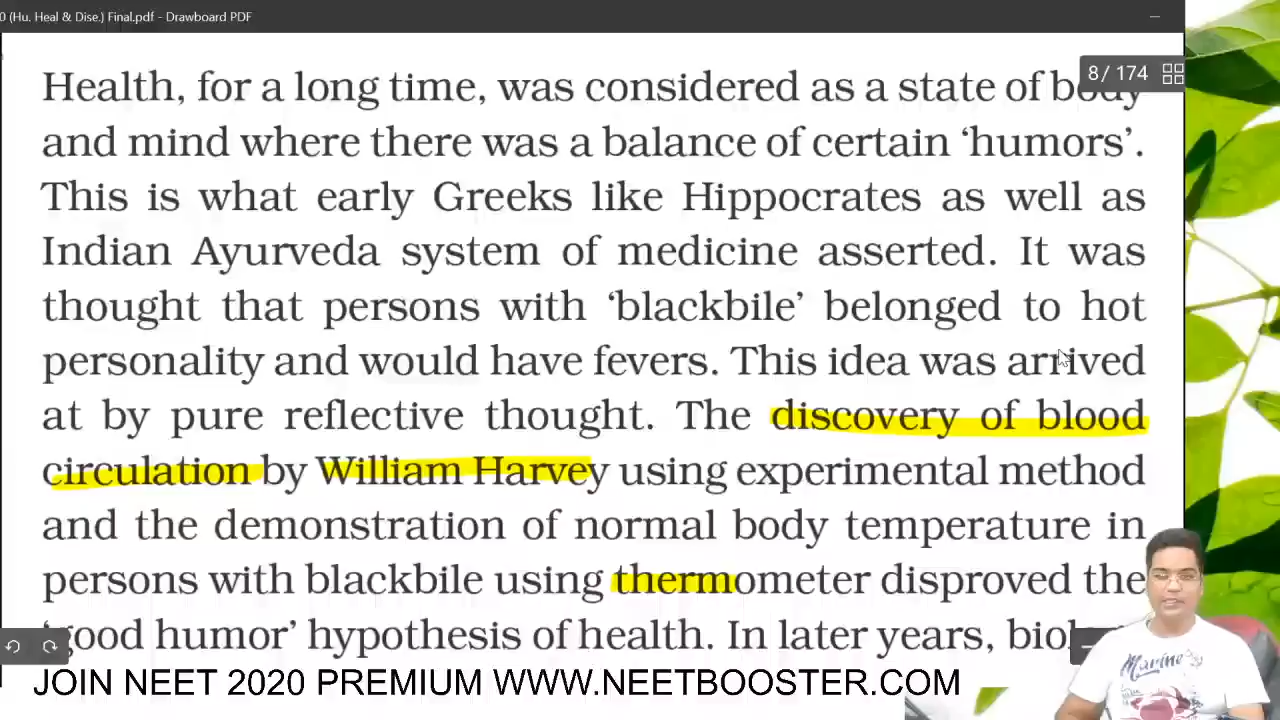 0 (Hu. Heal & Dise.) Final.pdf - Drawboard PDF
8 / 174
Health, for a long time, was considered as a state of body
and mind where there was a balance of certain ‘humors’.
This is what early Greeks like Hippocrates as well as
Indian Ayurveda system of medicine asserted. It was
thought that persons with ‘blackbile’ belonged to hot
personality and would have fevers. This idea was arrived
at by pure reflective thought. The discovery of blood
circulation by William Harvey using experimental method
and the demonstration of normal body temperature in
persons with blackbile using thermometer disproved the
‘good humor’ hypothesis of health. In later years,
JOIN NEET 2020 PREMIUM WWW.NEETBOOSTER.COM
Marine